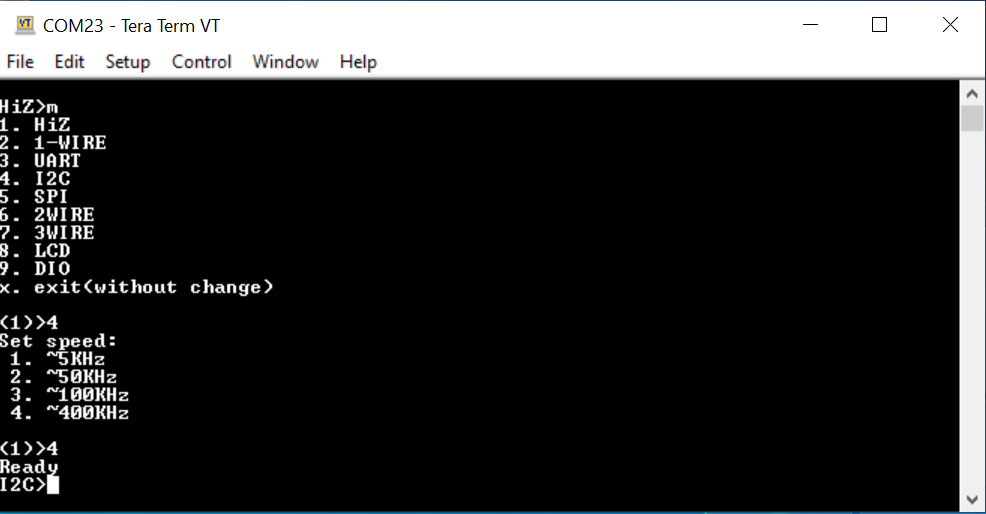 VT
COM23 - Tera Term VT
File Edit Setup Control Window Help
HiZ>m
1. HiZ
2. 1-WIRE
3. UART
4. I2C
5. SPI
6. 2WIRE
7. 3WIRE
8. LCD
9. DIO
x. exit(without change)
(1)>4
Set speed:
1. ~5KHz
2. ~50KHz
3. ~100KHz
4. ~400KHz
(1)>4
Ready
I2C>